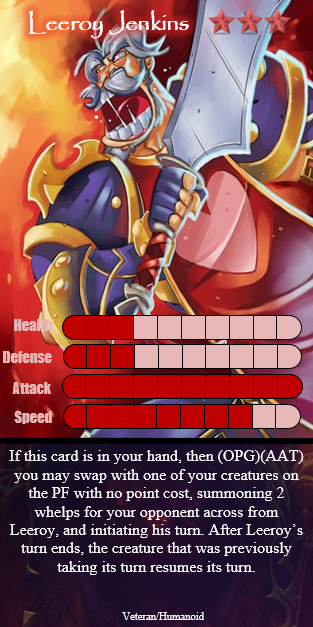 Leeroy Jenkins
Health
Defense
Attack
Speed
If this card is in your hand, then (OPG)(AAT)
you may swap with one of your creatures on
the PF with no point cost, summoning 2
whelps for your opponent across from
Leeroy, and initiating his turn. After Leeroy's
turn ends, the creature that was previously
taking its turn resumes its turn.
Veteran/Humanoid